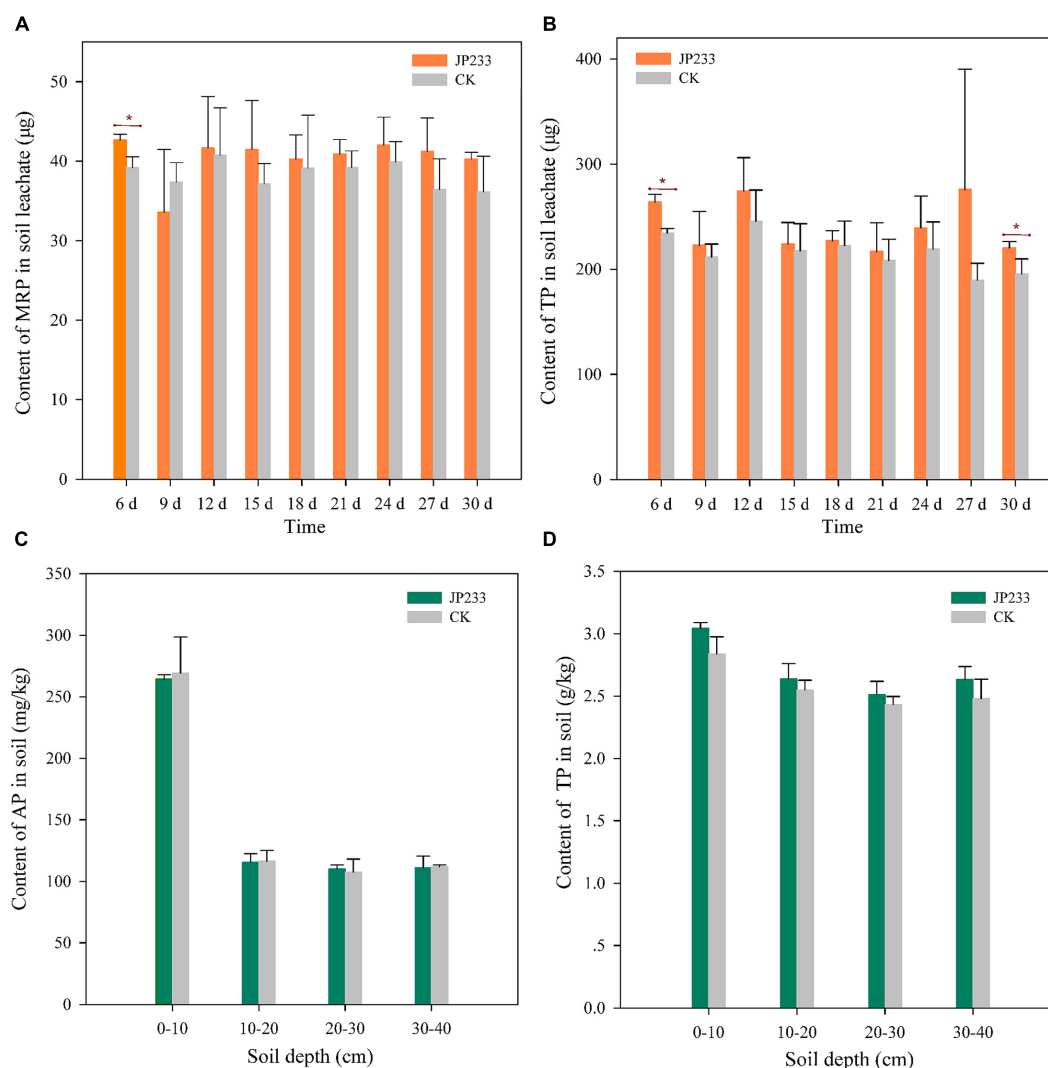 A
Content of MRP in soil leachate (μg)
50
40
30
20
10
0
JP233
CK
*
6 d 9 d 12 d 15 d 18 d 21 d 24 d 27 d 30 d
Time
B
Content of TP in soil leachate (μg)
400
300
200
100
0
JP233
CK
*
*
6 d 9 d 12 d 15 d 18 d 21 d 24 d 27 d 30 d
Time
C
Content of AP in soil (mg/kg)
350
300
250
200
150
100
50
0
JP233
CK
0-10 10-20 20-30 30-40
Soil depth (cm)
D
Content of TP in soil (g/kg)
3.5
3.0
2.5
2.0
1.5
1.0
.5
0.0
JP233
CK
0-10 10-20 20-30 30-40
Soil depth (cm)